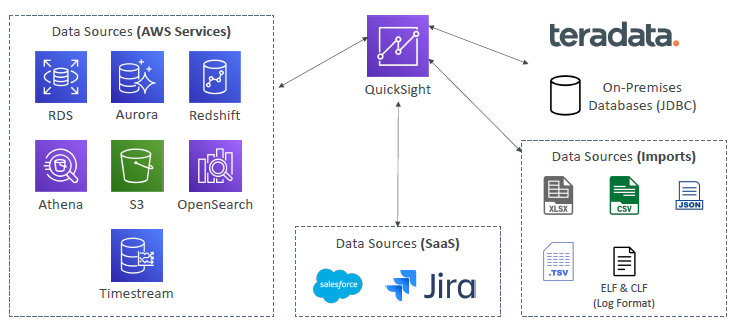 Data Sources (AWS Services)
RDS
Aurora
Redshift
Athena
S3
OpenSearch
Timestream
QuickSight
Data Sources (SaaS)
salesforce
Jira
teradata.
On-Premises
Databases (JDBC)
Data Sources (Imports)
XLSX
CSV
JSON
.TSV
ELF & CLF
(Log Format)